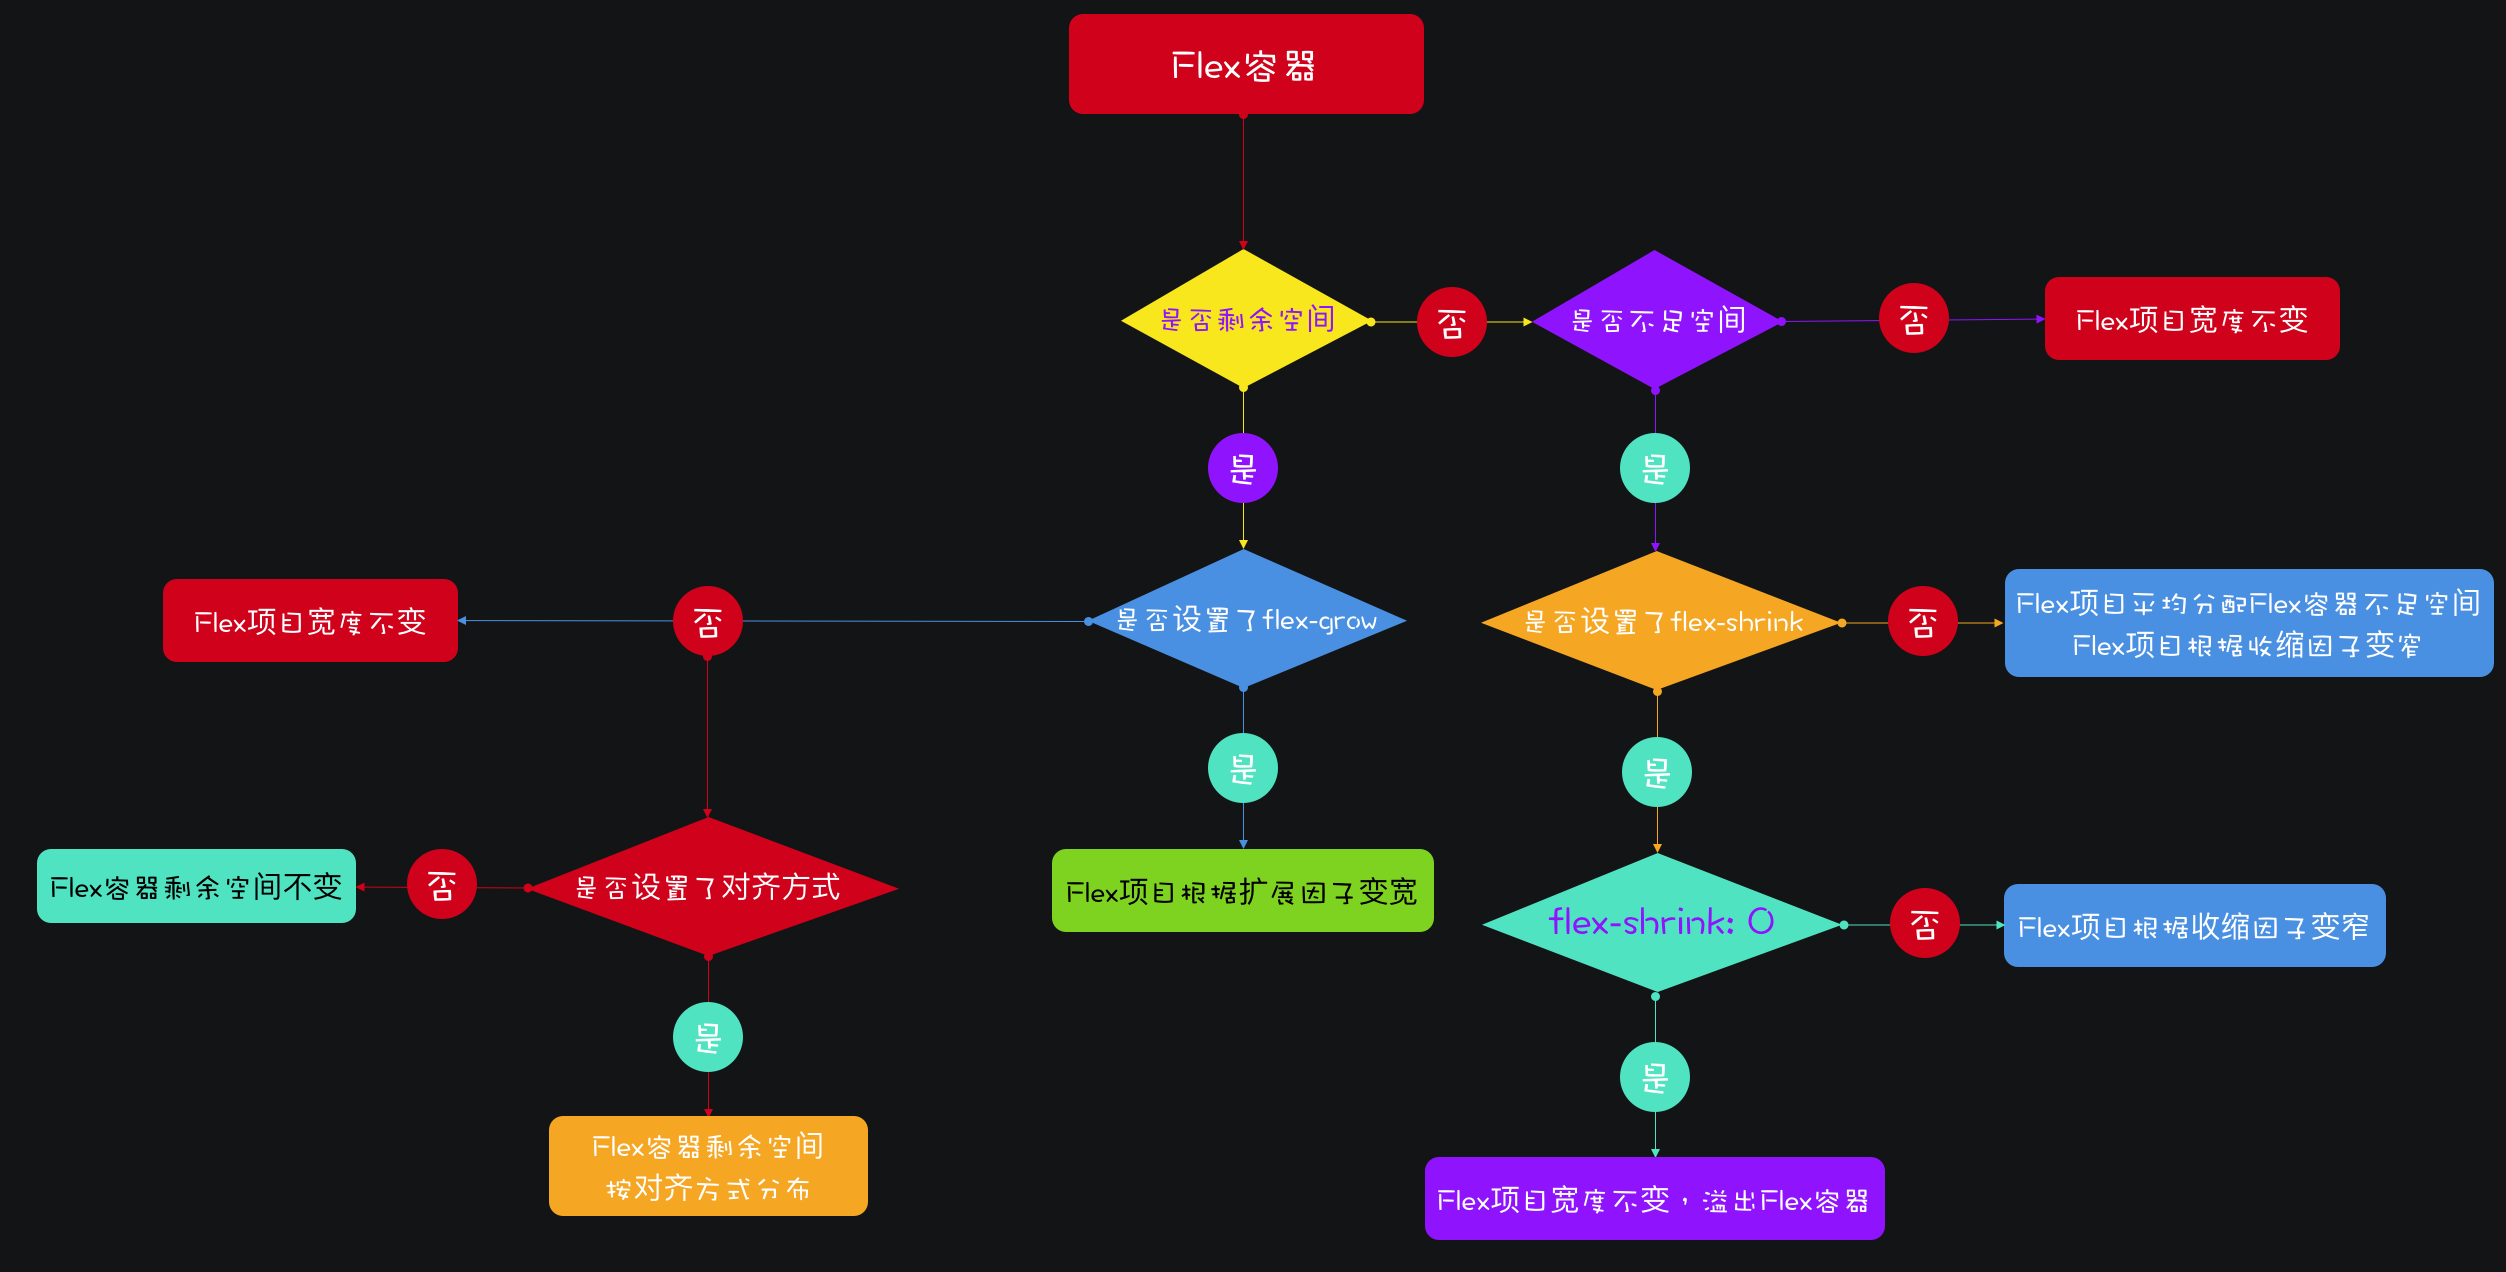 Flex容器
是否剩余空间
否
是否不足空间
否
Flex项目宽度不变
是
是
Flex项目宽度不变
否
是否设置了flex-grow
是否设置了flex-shrink
否
Flex项目平均分配Flex容器不足空间
Flex项目根据收缩因子变窄
是
是
Flex容器剩余空间不变
否
是否设置了对齐方式
Flex项目根据扩展因子变宽
flex-shrink: 0
否
Flex项目根据收缩因子变窄
是
是
Flex容器剩余空间
按对齐方式分布
Flex项目宽度不变，溢出Flex容器